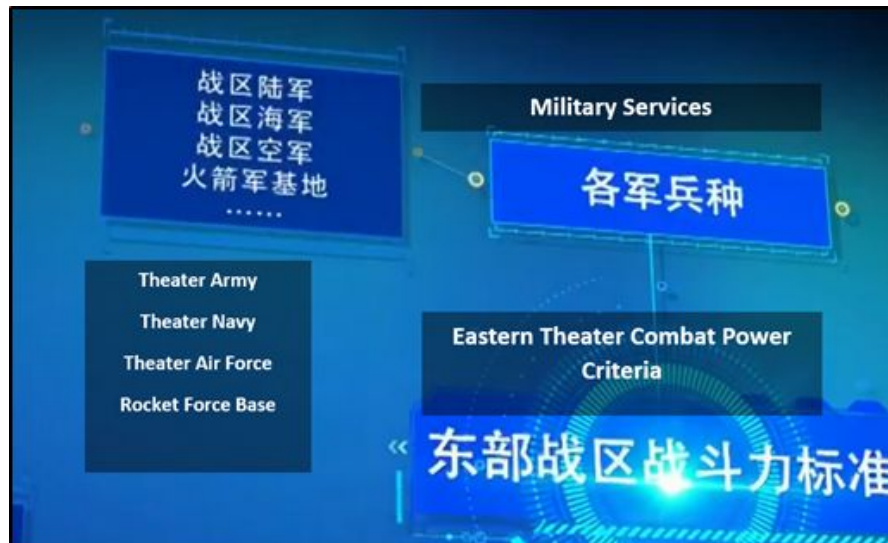 战区陆军
战区海军
战区空军
火箭军基地
......
Military Services
各军兵种
Theater Army
Theater Navy
Theater Air Force
Rocket Force Base
Eastern Theater Combat Power
Criteria
东部战区战斗力标准